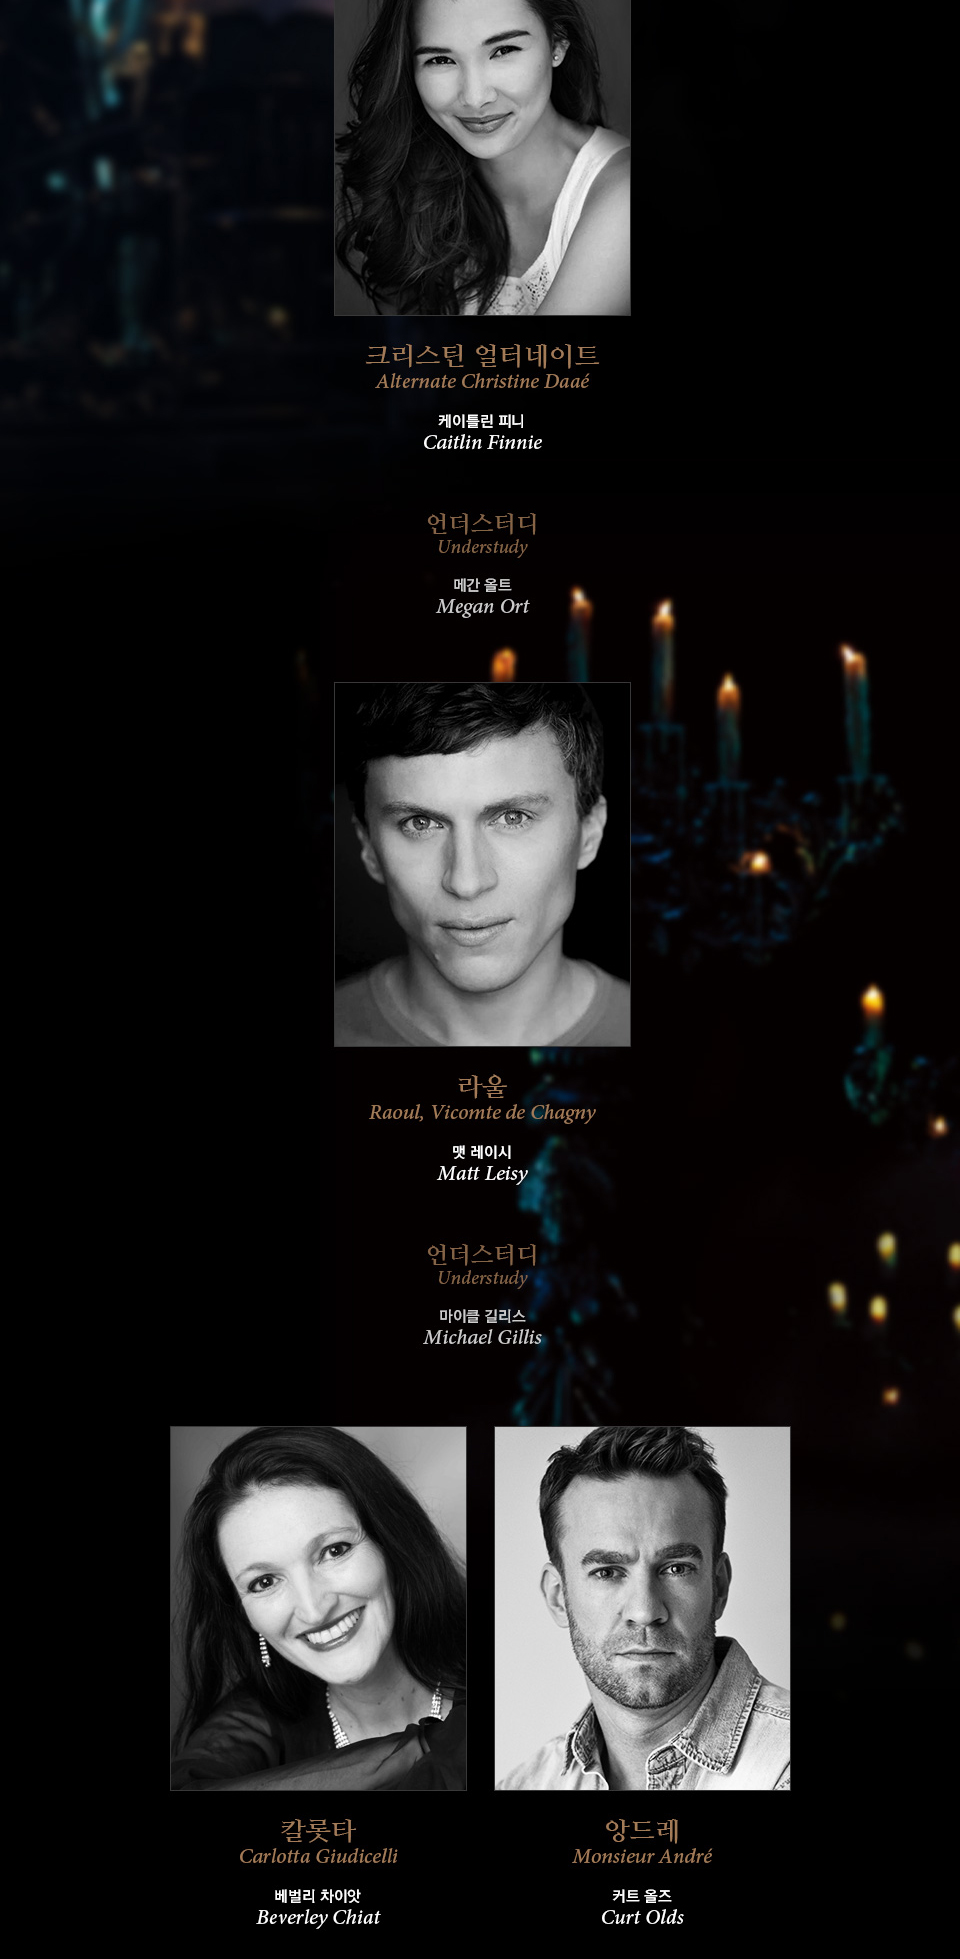 크리스틴 얼터네이트
Alternate Christine Daaé
케이틀린 피니
Caitlin Finnie
언더스터디
Understudy
메간 올트
Megan Ort
라울
Raoul, Vicomte de Chagny
맷 레이시
Matt Leisy
언더스터디
Understudy
마이클 길리스
Michael Gillis
칼롯타
Carlotta Giudicelli
베벌리 차이앗
Beverley Chiat
앙드레
Monsieur André
커트 올즈
Curt Olds